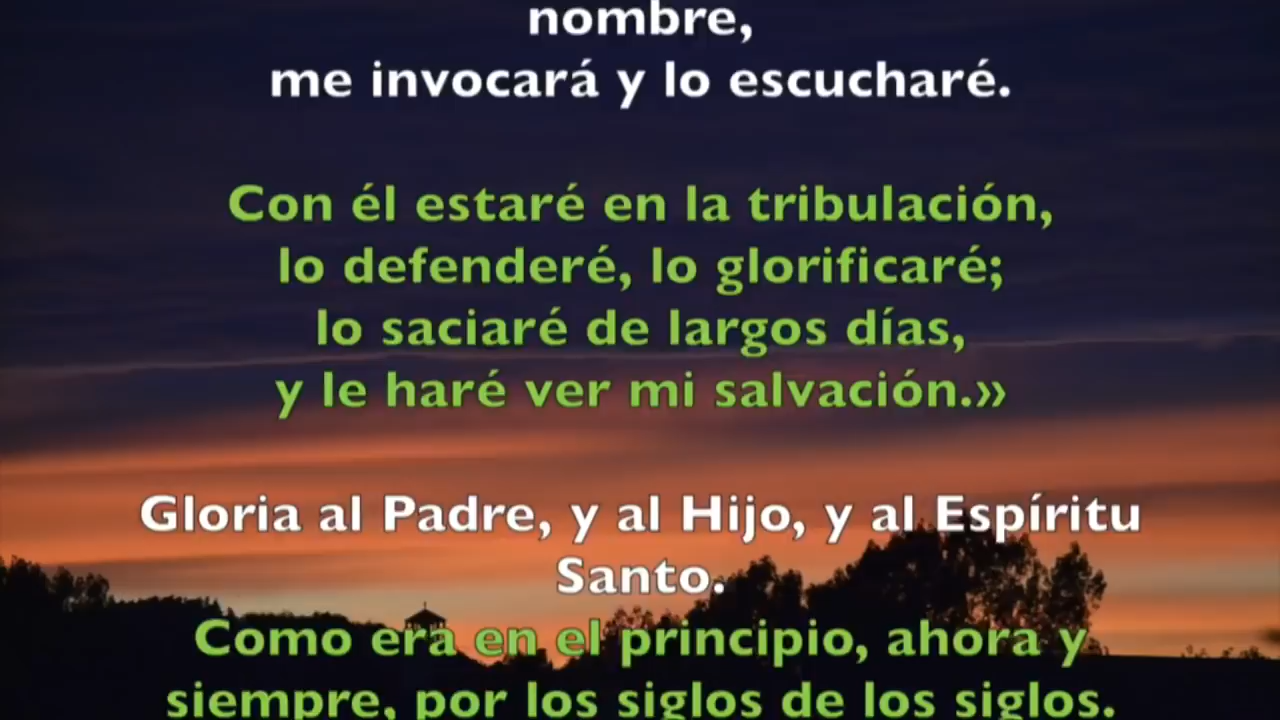 nombre,
me invocará y lo escucharé.
Con él estaré en la tribulación,
lo defenderé, lo glorificaré;
lo saciaré de largos días,
y le haré ver mi salvación.»
Gloria al Padre, y al Hijo, y al Espíritu
Santo.
Como era en el principio, ahora y
siempre, por los siglos de los siglos.